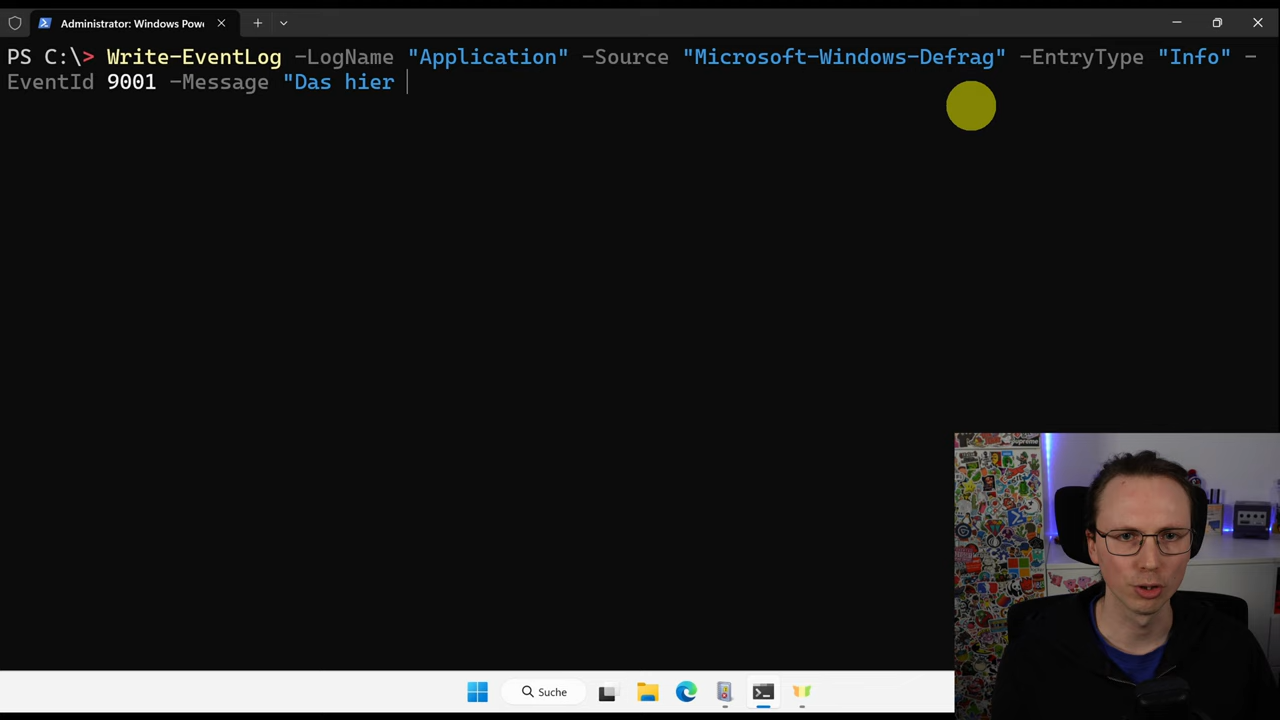 Administrator: Windows Powe
PS C:\> Write-EventLog -LogName "Application" -Source "Microsoft-Windows-Defrag" -EntryType "Info" -
EventId 9001 -Message "Das hier
Suche